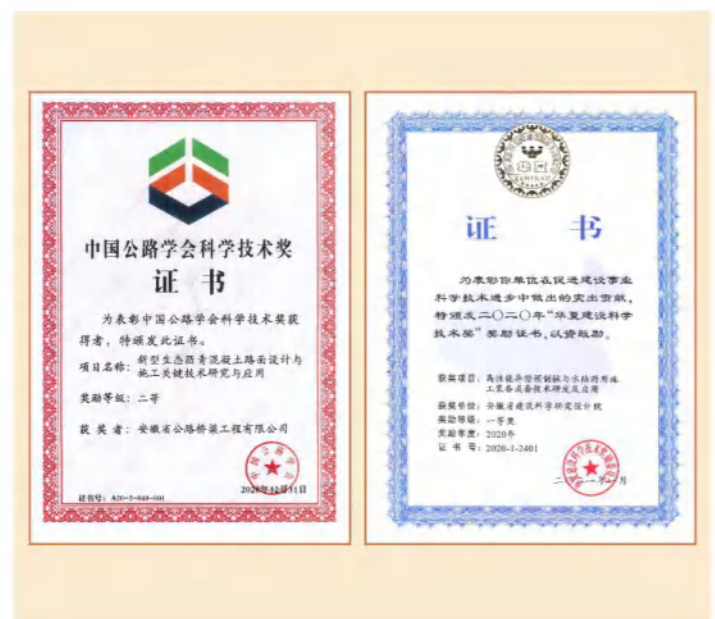 中国公路学会科学技术奖
证 书
为表彰中国公路学会科学技术奖获
得者，特颁发此证书。
项目名称：新型生态沥青混凝土路面设计与
施工关键技术研究与应用
奖励等级：二等
获 奖 者：安徽省公路桥梁工程有限公司
2020年12月31日
证 书
为表彰你单位在促进建设事业
科学技术进步中做出的突出贡献，
特颁发二〇二〇年“华夏建设科学
技术奖”奖励证书，以资鼓励。
获奖项目：高性能异型预制桩与水陆两用施
工装备成套技术研发及应用
获奖单位：安徽省建筑科学研究设计院
奖励等级：一等奖
奖励年度：2020年
证 书 号：2020-1-2401